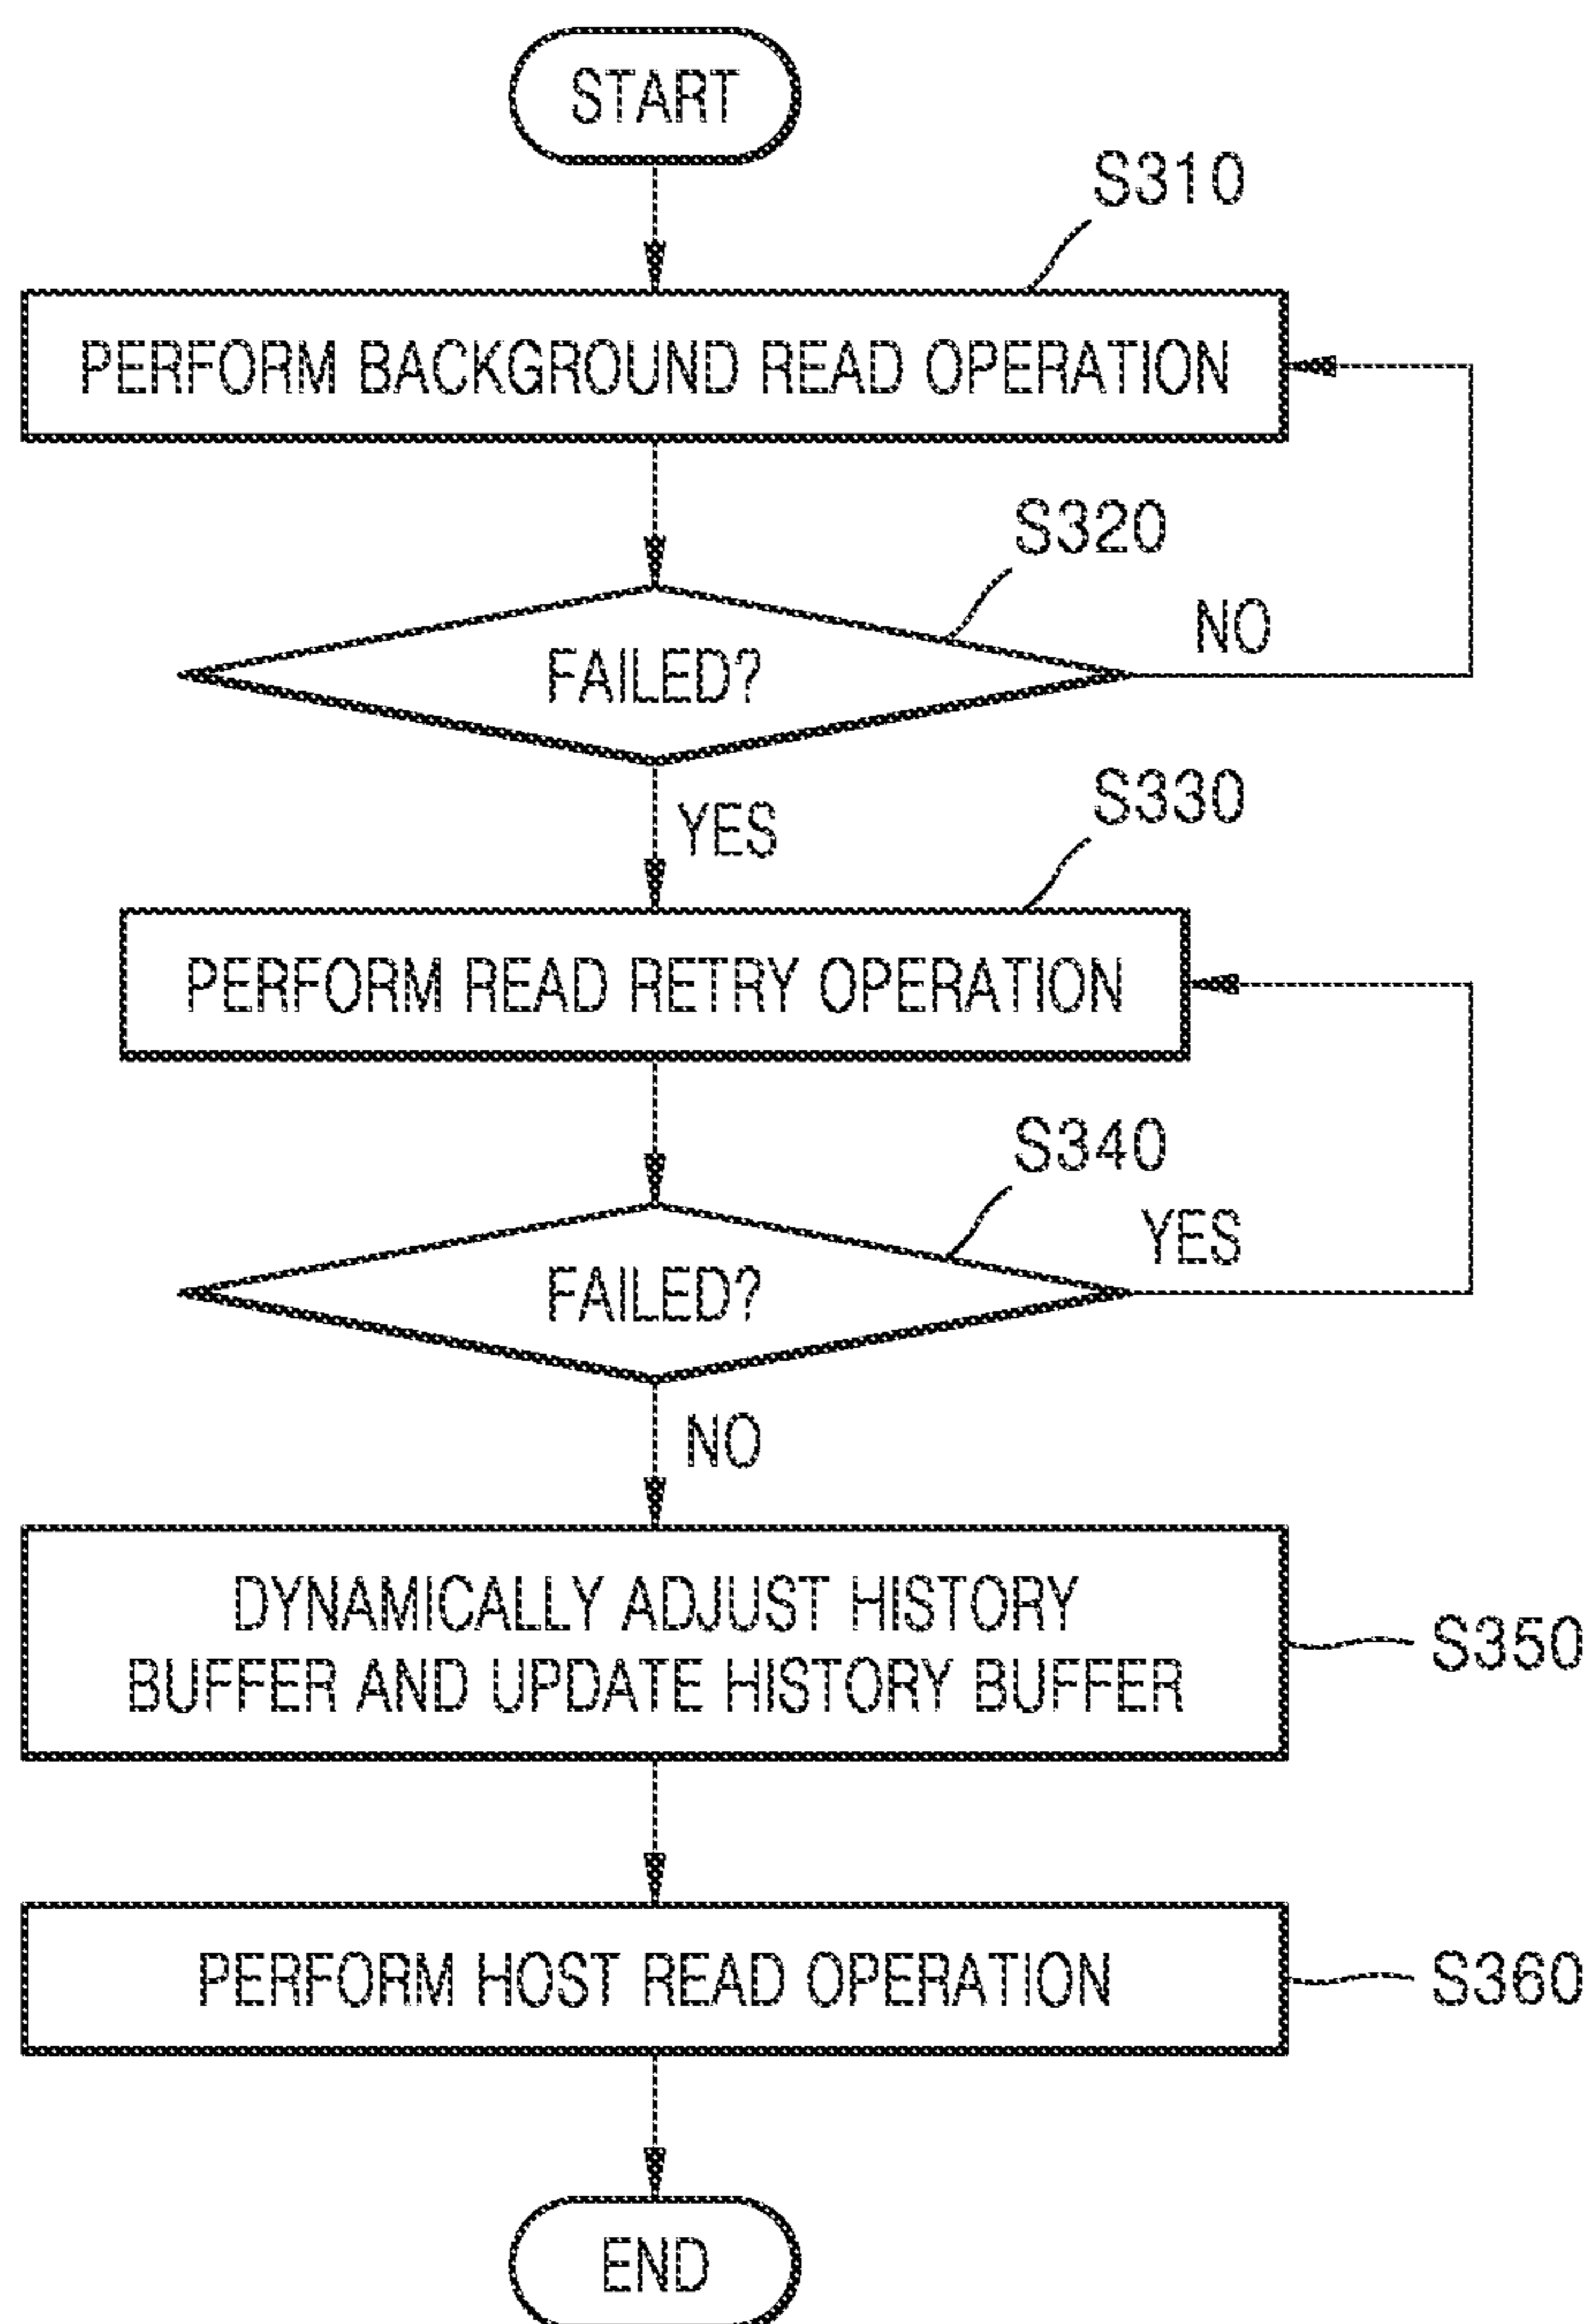 START
S310
PERFORM BACKGROUND READ OPERATION
S320
NO
FAILED?
YES
S330
PERFORM READ RETRY OPERATION
S340
YES
FAILED?
NO
DYNAMICALLY ADJUST HISTORY
BUFFER AND UPDATE HISTORY BUFFER
S350
PERFORM HOST READ OPERATION
S360
END